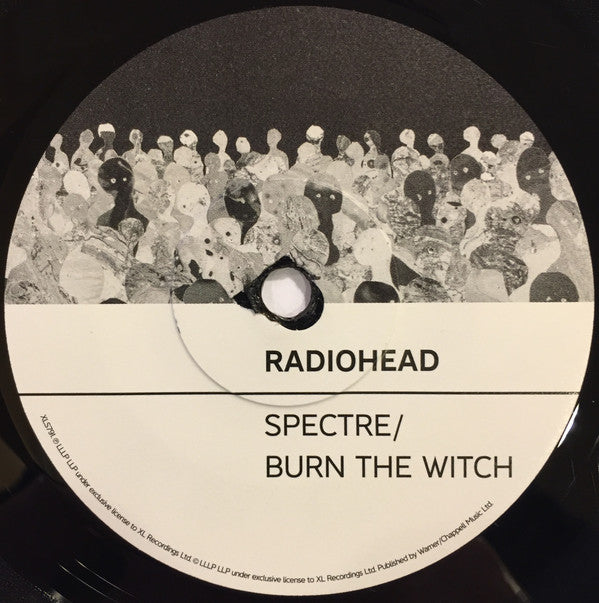 RADIOHEAD
SPECTRE/
BURN THE WITCH
XLS791. ℗ LLLP LLP under exclusive license to XL Recordings Ltd. © LLLP LLP under exclusive license to XL Recordings Ltd. Published by Warner/Chappell Music Ltd.